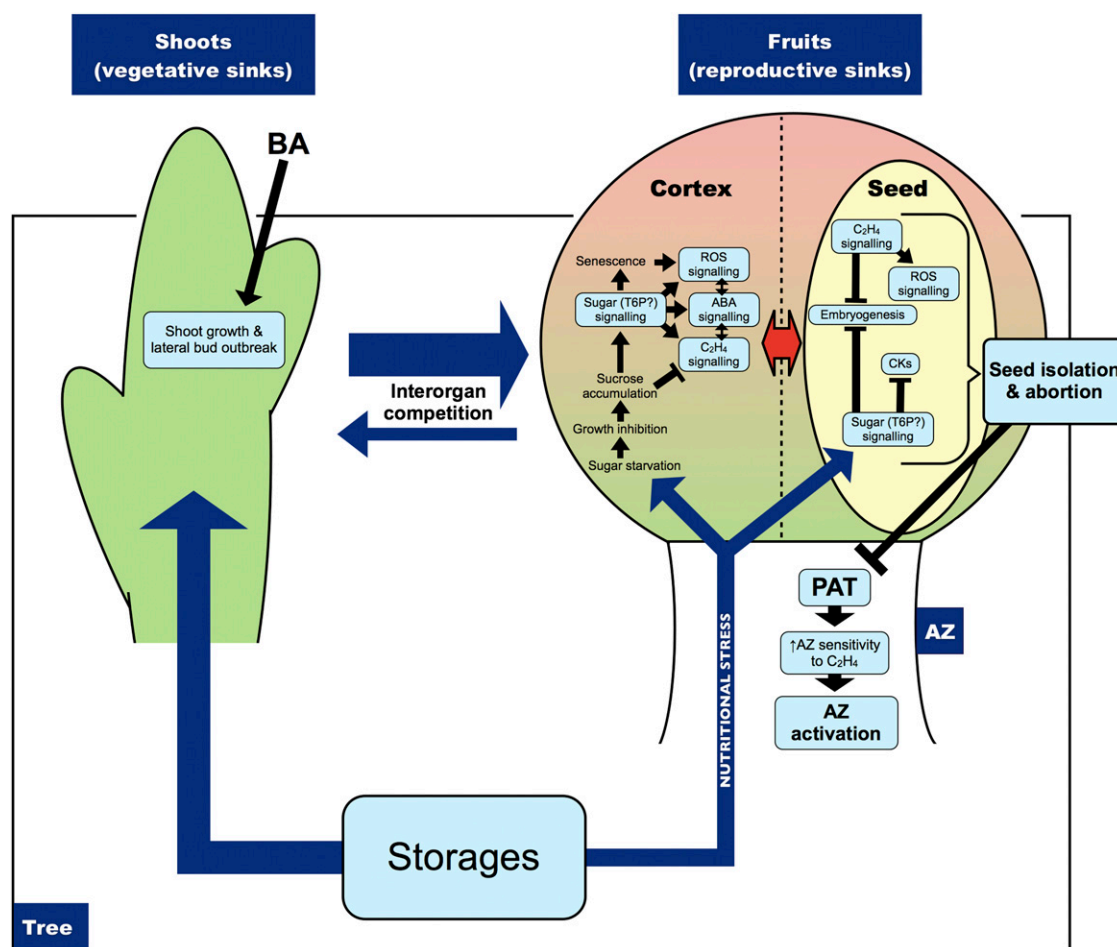 Shoots
(vegetative sinks)
Fruits
(reproductive sinks)
BA
Shoot growth &
lateral bud outbreak
Interorgan
competition
Cortex
Senescence
ROS
signalling
Sugar (T6P?)
signalling
ABA
signalling
C₂H₄
signalling
Sucrose
accumulation
Growth inhibition
Sugar starvation
Seed
C₂H₄
signalling
ROS
signalling
Embryogenesis
CKs
Sugar (T6P?)
signalling
Seed isolation
& abortion
PAT
↑AZ sensitivity
to C₂H₄
AZ
activation
AZ
NUTRITIONAL STRESS
Storages
Tree